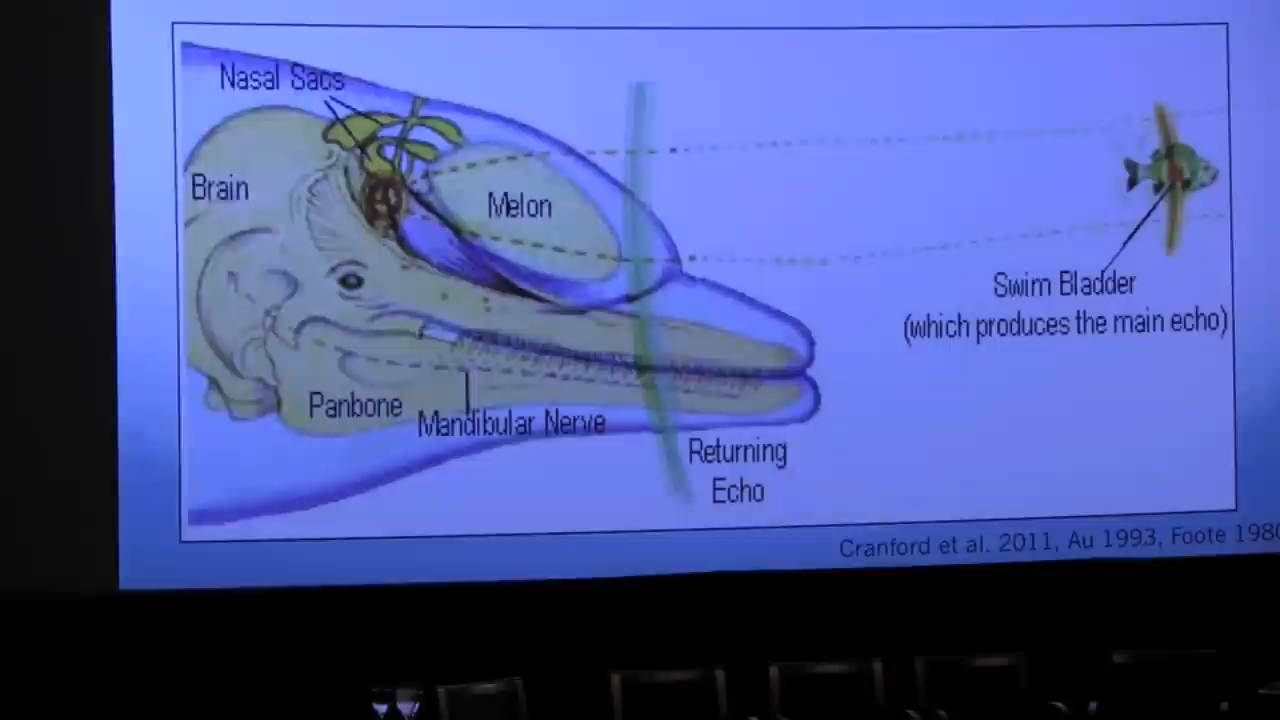 Nasal Sacs
Brain
Melon
Swim Bladder
(which produces the main echo)
Panbone
Mandibular Nerve
Returning
Echo
Cranford et al. 2011, Au 1993, Foote